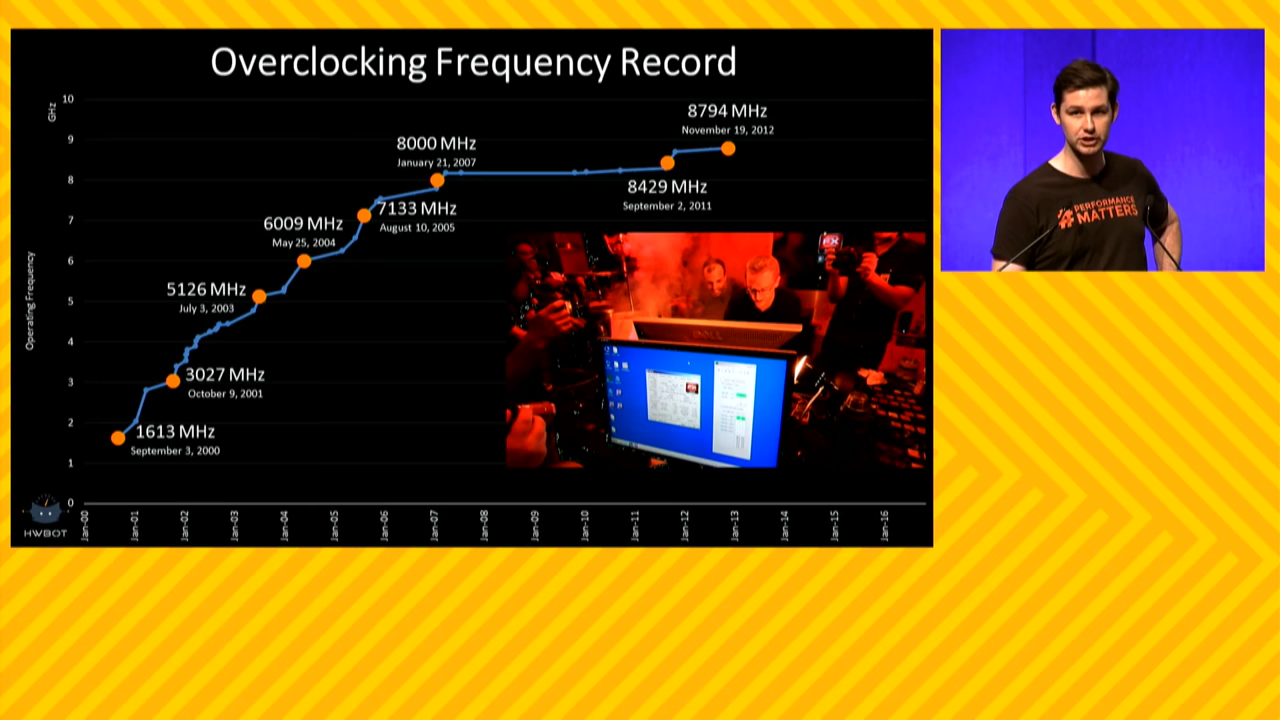 Overclocking Frequency Record
GHz
10
9
8
7
6
5
4
3
2
1
0
Operating Frequency
8794 MHz
November 19, 2012
8000 MHz
January 21, 2007
8429 MHz
September 2, 2011
7133 MHz
August 10, 2005
6009 MHz
May 25, 2004
5126 MHz
July 3, 2003
3027 MHz
October 9, 2001
1613 MHz
September 3, 2000
Jan-00
Jan-01
Jan-02
Jan-03
Jan-04
Jan-05
Jan-06
Jan-07
Jan-08
Jan-09
Jan-10
Jan-11
Jan-12
Jan-13
Jan-14
Jan-15
Jan-16
HWBOT
FX
DELL
# PERFORMANCE
MATTERS